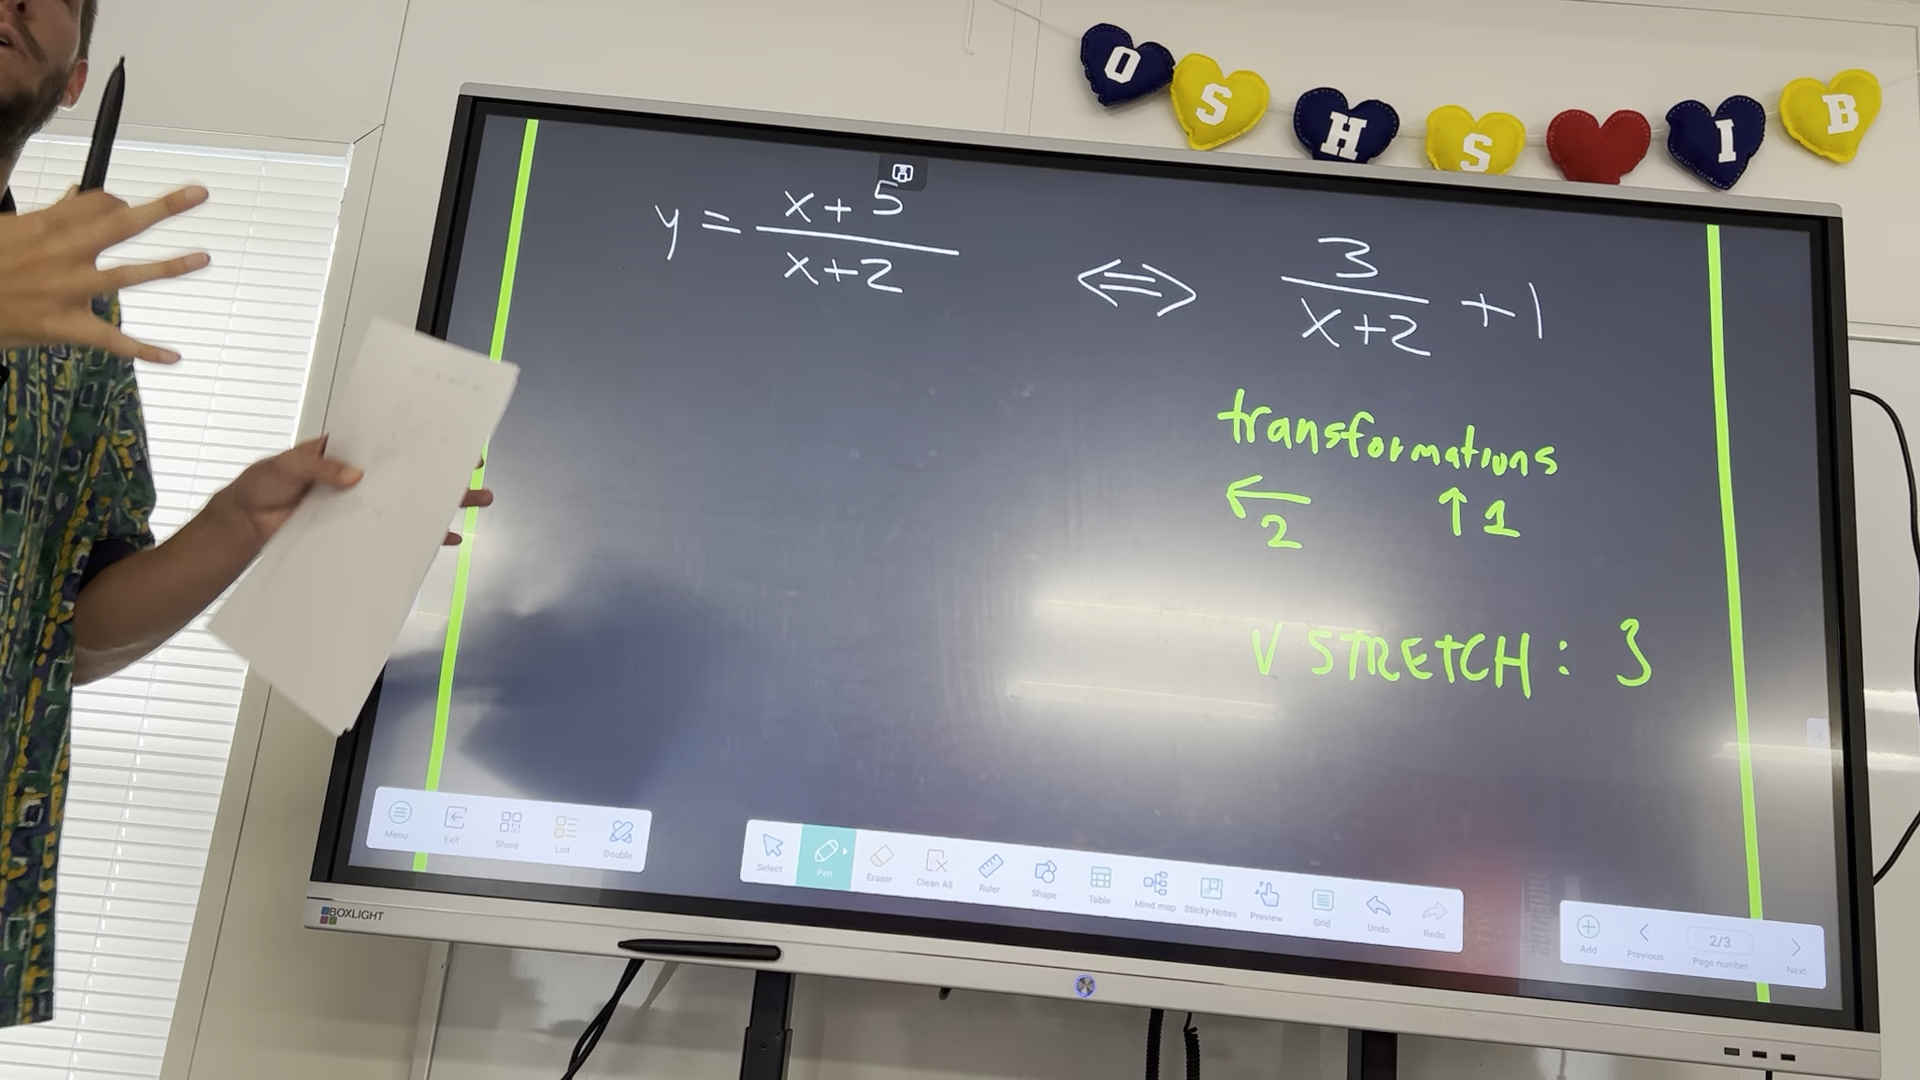 O S H S I B
y = x+5 / x+2 ⟺ 3 / x+2 +1
transformations
← 2 ↑ 1
V STRETCH: 3
Menu Exit Share List Double
Select Pen Eraser Clean All Ruler Shape Table Mind map Sticky-Notes Preview Grid Undo Redo
Add Previous 2/3 Page number Next
BOXLIGHT